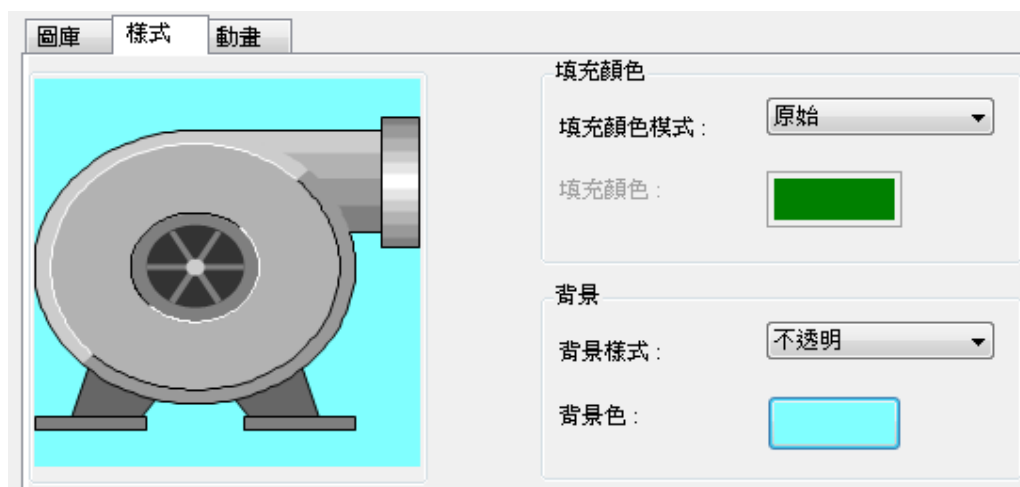 圖庫 樣式 動畫
填充顏色
填充顏色模式 : 原始
填充顏色 :
背景
背景樣式 : 不透明
背景色 :